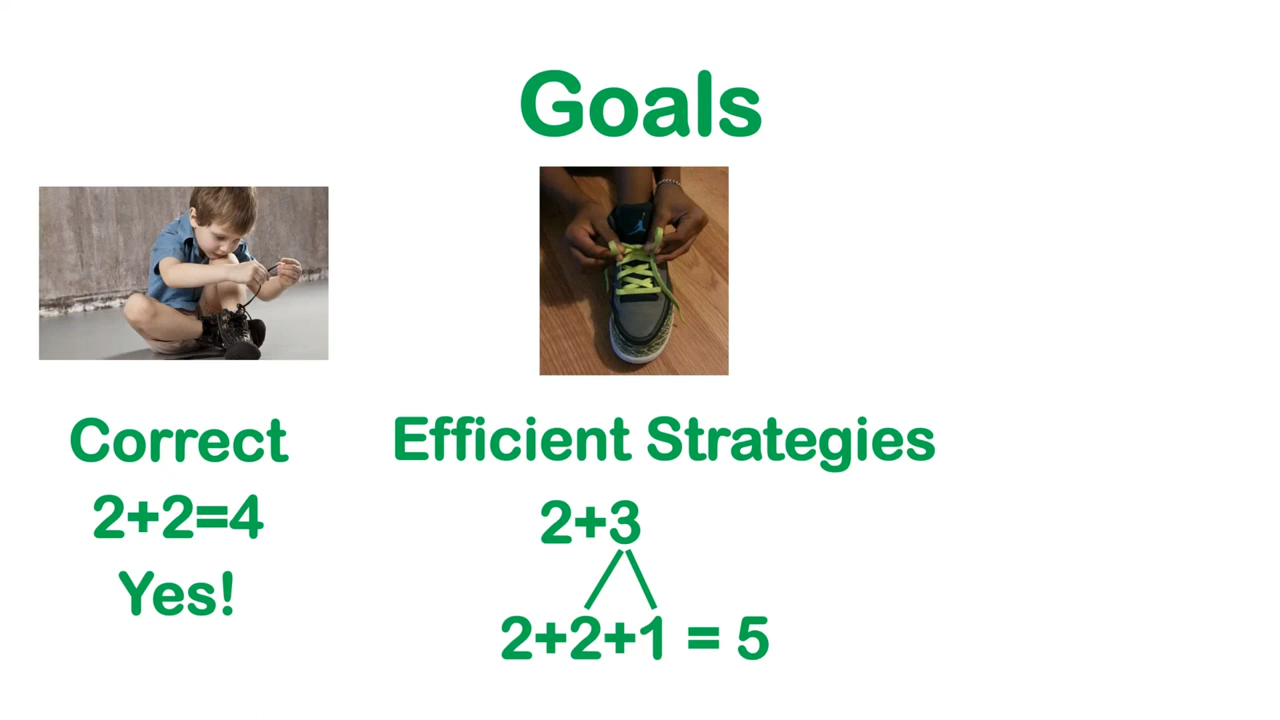 Goals
Correct
2+2=4
Yes!
Efficient Strategies
2+3
2+2+1 = 5